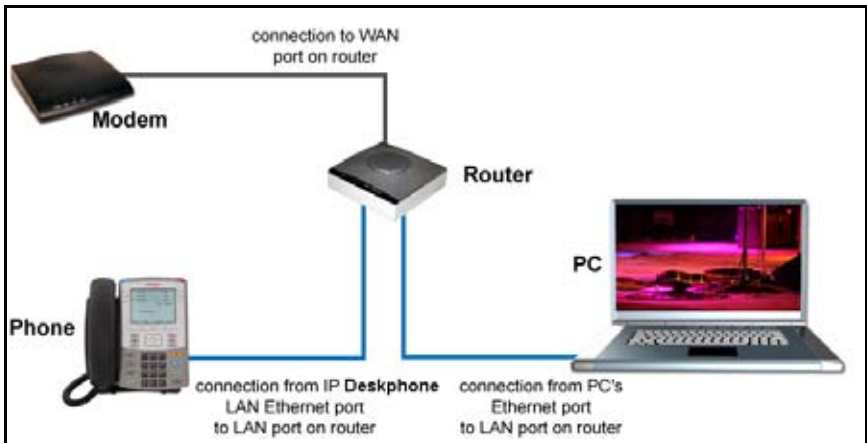 connection to WAN
port on router
Modem
Router
PC
Phone
connection from IP Deskphone
LAN Ethernet port
to LAN port on router
connection from PC's
Ethernet port
to LAN port on router